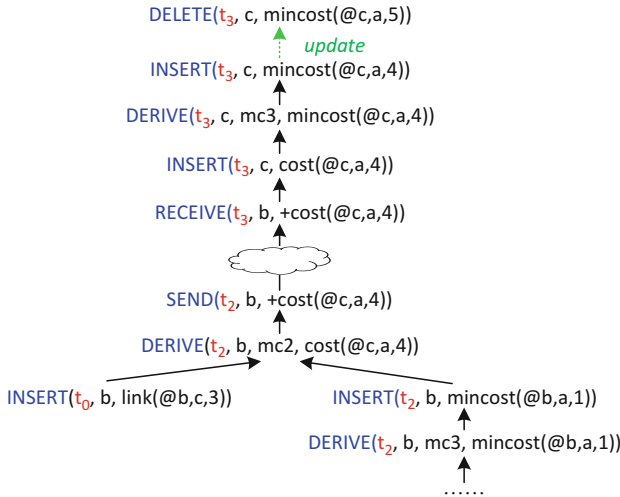 DELETE(t₃, c, mincost(@c,a,5))
update
INSERT(t₃, c, mincost(@c,a,4))
DERIVE(t₃, c, mc3, mincost(@c,a,4))
INSERT(t₃, c, cost(@c,a,4))
RECEIVE(t₃, b, +cost(@c,a,4))
SEND(t₂, b, +cost(@c,a,4))
DERIVE(t₂, b, mc2, cost(@c,a,4))
INSERT(t₀, b, link(@b,c,3)) INSERT(t₂, b, mincost(@b,a,1))
DERIVE(t₂, b, mc3, mincost(@b,a,1))
......